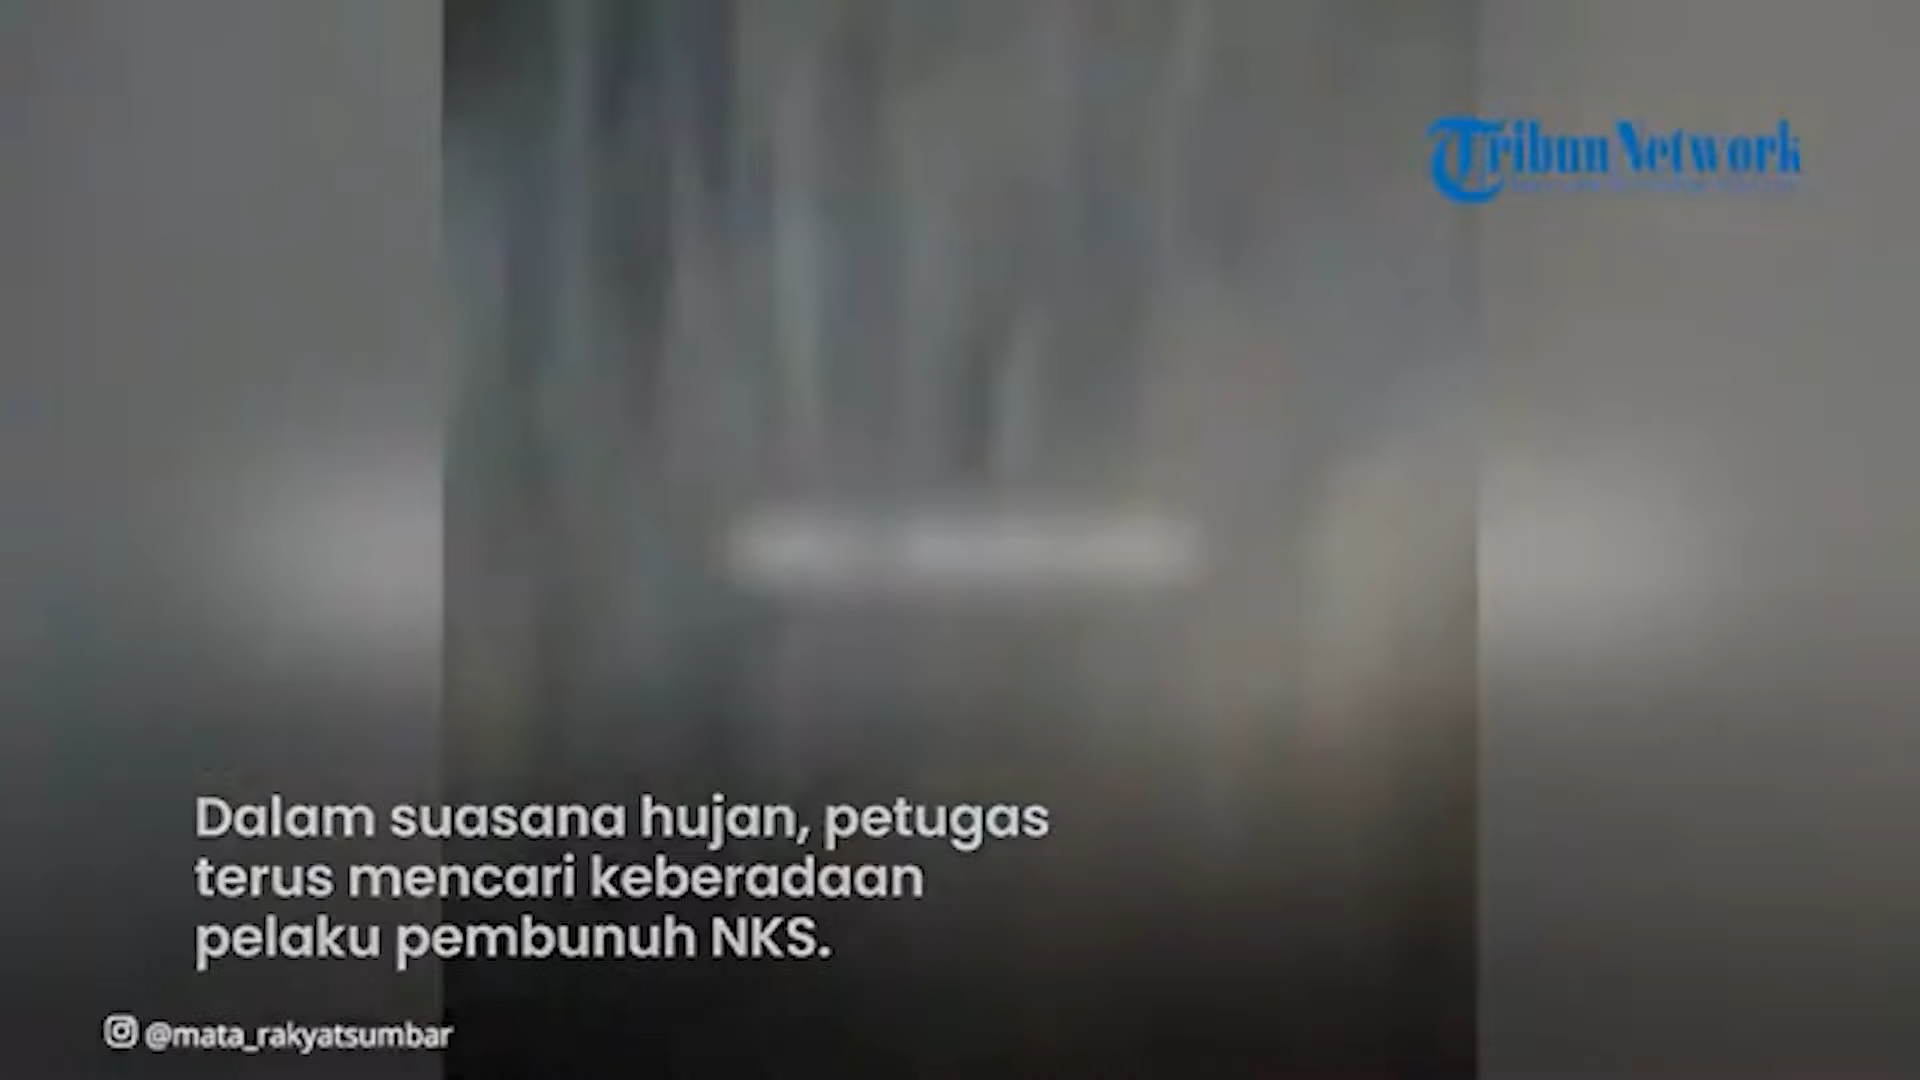 Tribun Network
Dalam suasana hujan, petugas
terus mencari keberadaan
pelaku pembunuh NKS.
@mata_rakyatsumbar